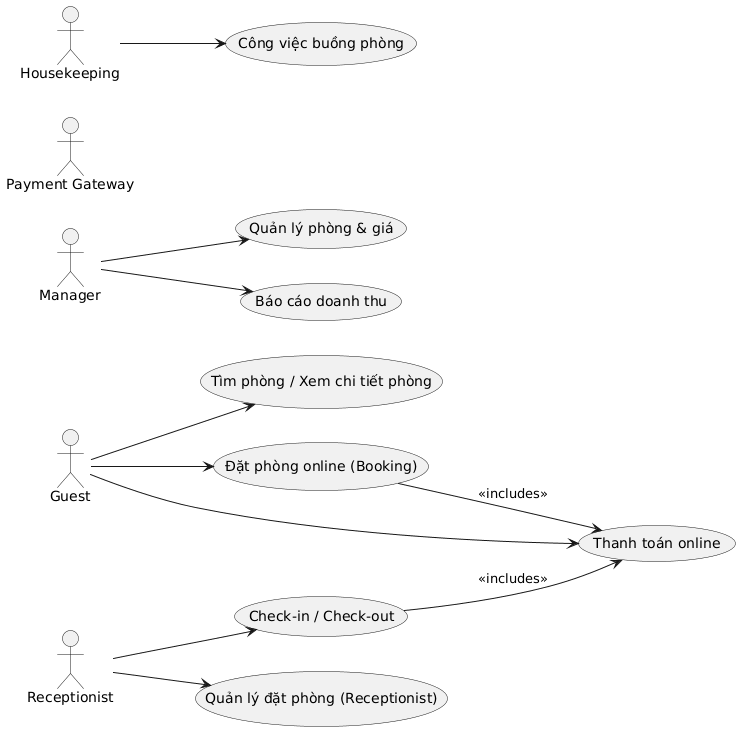 Housekeeping
Công việc buồng phòng
Payment Gateway
Manager
Quản lý phòng & giá
Báo cáo doanh thu
Guest
Tìm phòng / Xem chi tiết phòng
Đặt phòng online (Booking)
«includes»
Thanh toán online
«includes»
Receptionist
Check-in / Check-out
Quản lý đặt phòng (Receptionist)